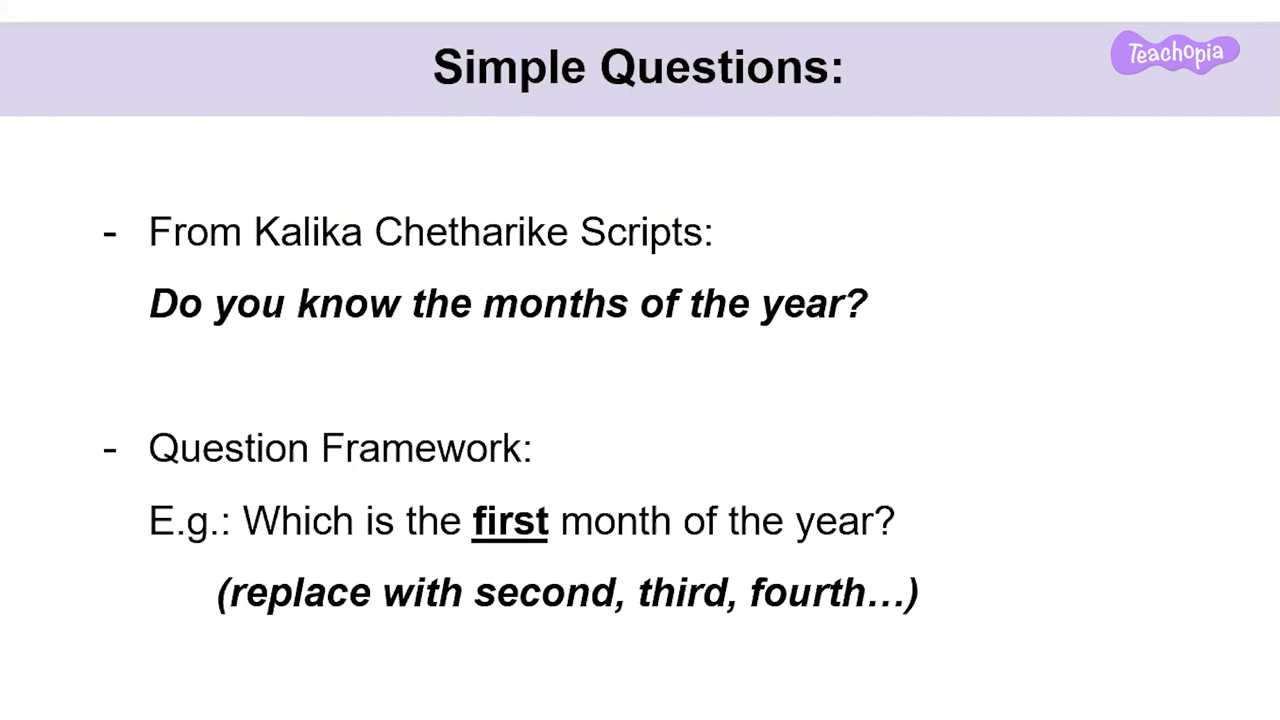 Simple Questions:
Teachopia
- From Kalika Chetharike Scripts:
Do you know the months of the year?
- Question Framework:
E.g.: Which is the first month of the year?
(replace with second, third, fourth…)